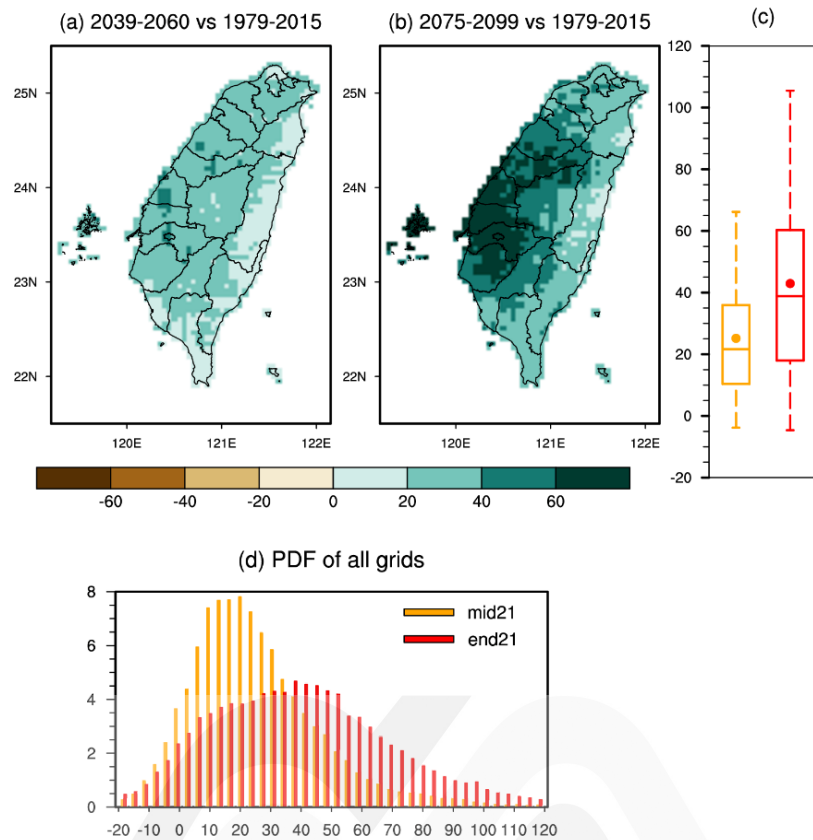 (a) 2039-2060 vs 1979-2015 (b) 2075-2099 vs 1979-2015 (c)
25N
24N
23N
22N
120E 121E 122E
25N
24N
23N
22N
120E 121E 122E
120
100
80
60
40
20
0
-20
-60 -40 -20 0 20 40 60
(d) PDF of all grids
8
6
4
2
0
mid21
end21
-20 -10 0 10 20 30 40 50 60 70 80 90 100 110 120